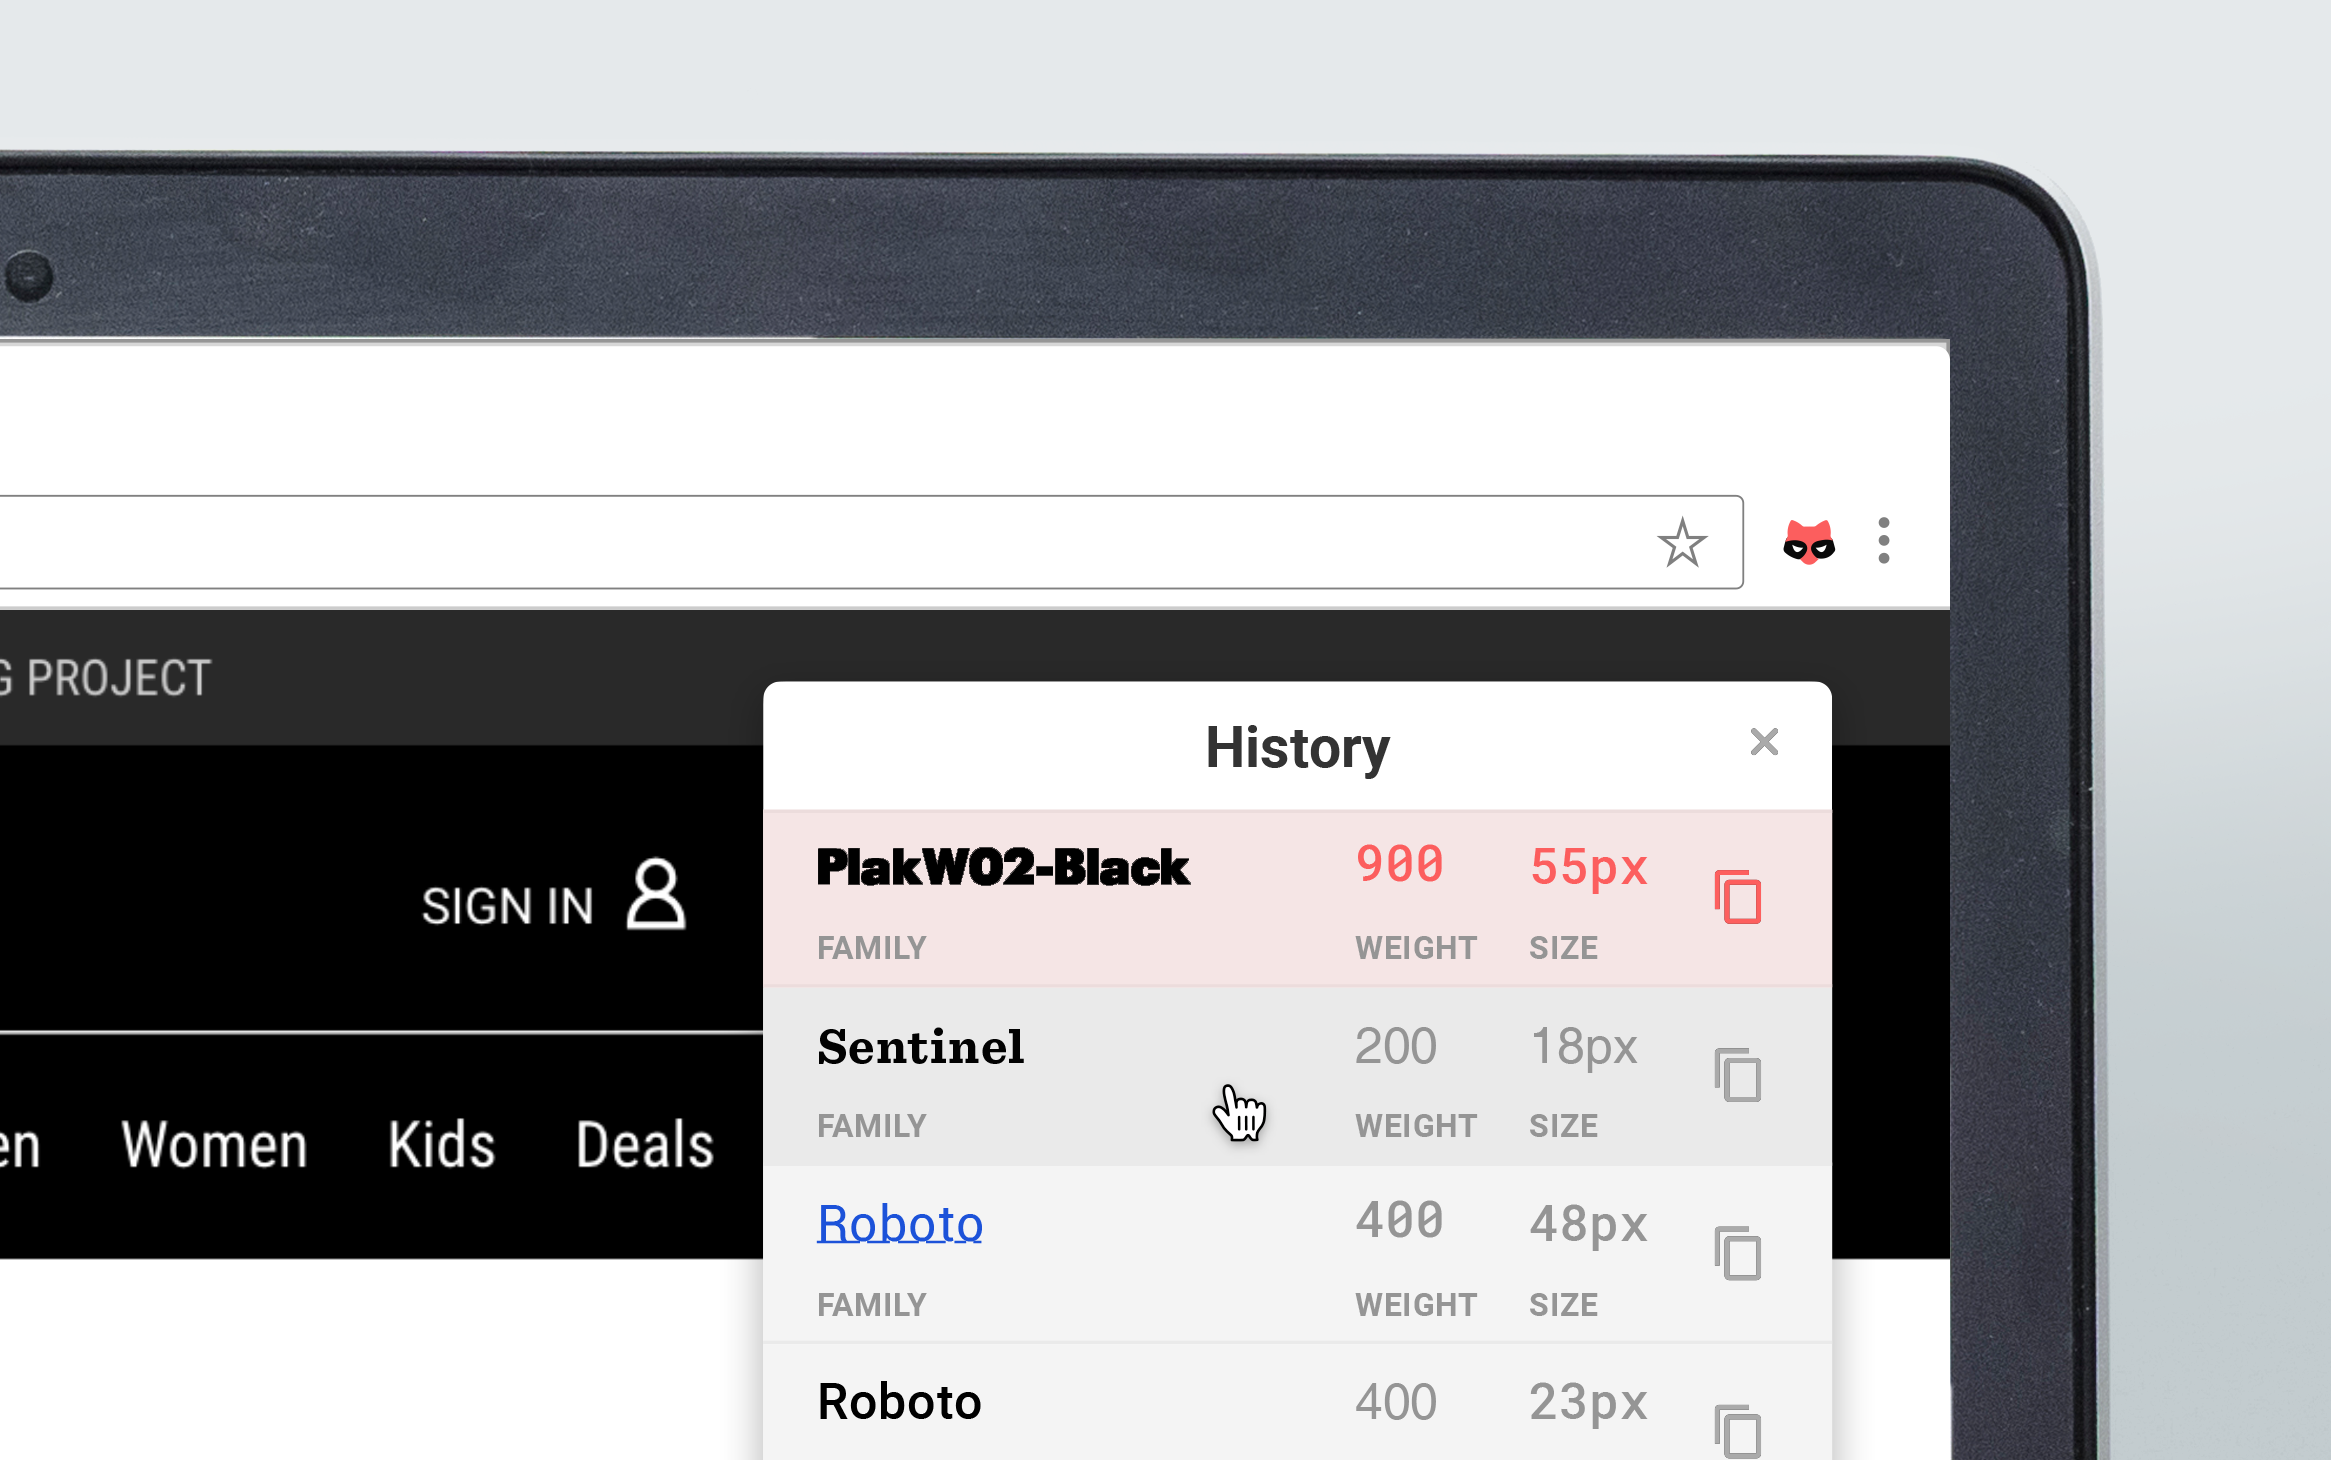 G PROJECT
History
PlakW02-Black 900 55px
FAMILY WEIGHT SIZE
SIGN IN
Sentinel 200 18px
FAMILY WEIGHT SIZE
en Women Kids Deals
Roboto 400 48px
FAMILY WEIGHT SIZE
Roboto 400 23px